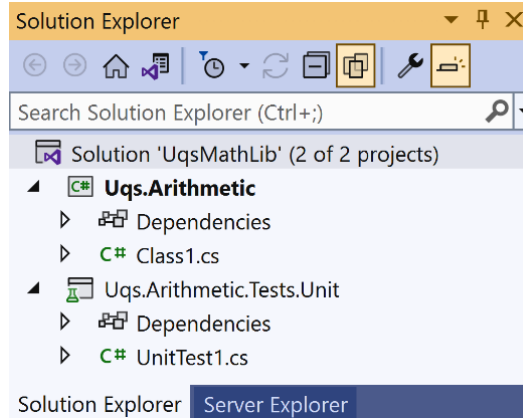 Solution Explorer
Search Solution Explorer (Ctrl+;)
Solution 'UqsMathLib' (2 of 2 projects)
C# Uqs.Arithmetic
Dependencies
C# Class1.cs
Uqs.Arithmetic.Tests.Unit
Dependencies
C# UnitTest1.cs
Solution Explorer Server Explorer